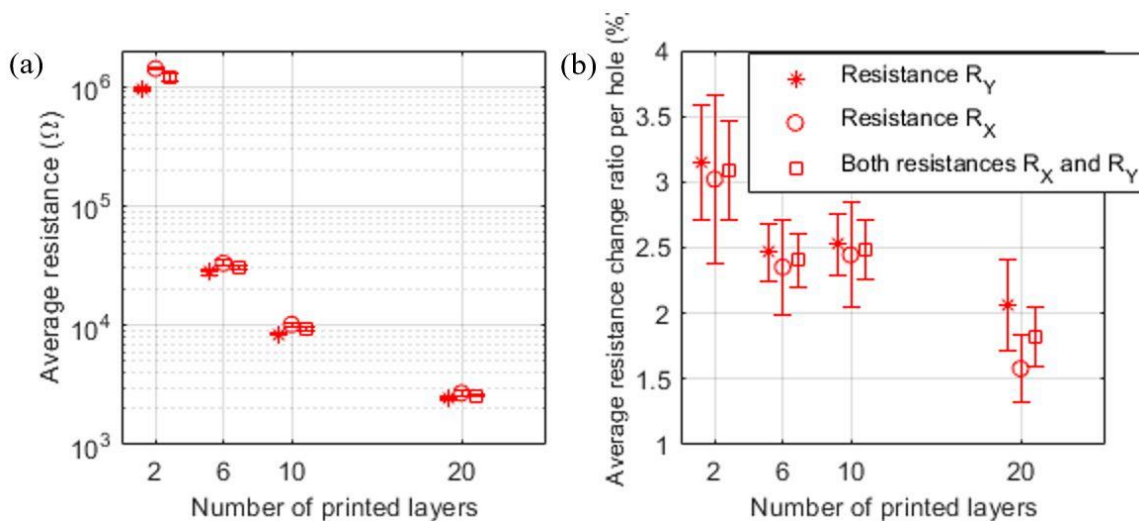 (a)
Average resistance (Ω)
10^6
10^5
10^4
10^3
2 6 10 20
Number of printed layers
(b)
Average resistance change ratio per hole (%)
4
3.5
3
2.5
2
1.5
1
2 6 10 20
Number of printed layers
Resistance R_Y
Resistance R_X
Both resistances R_X and R_Y